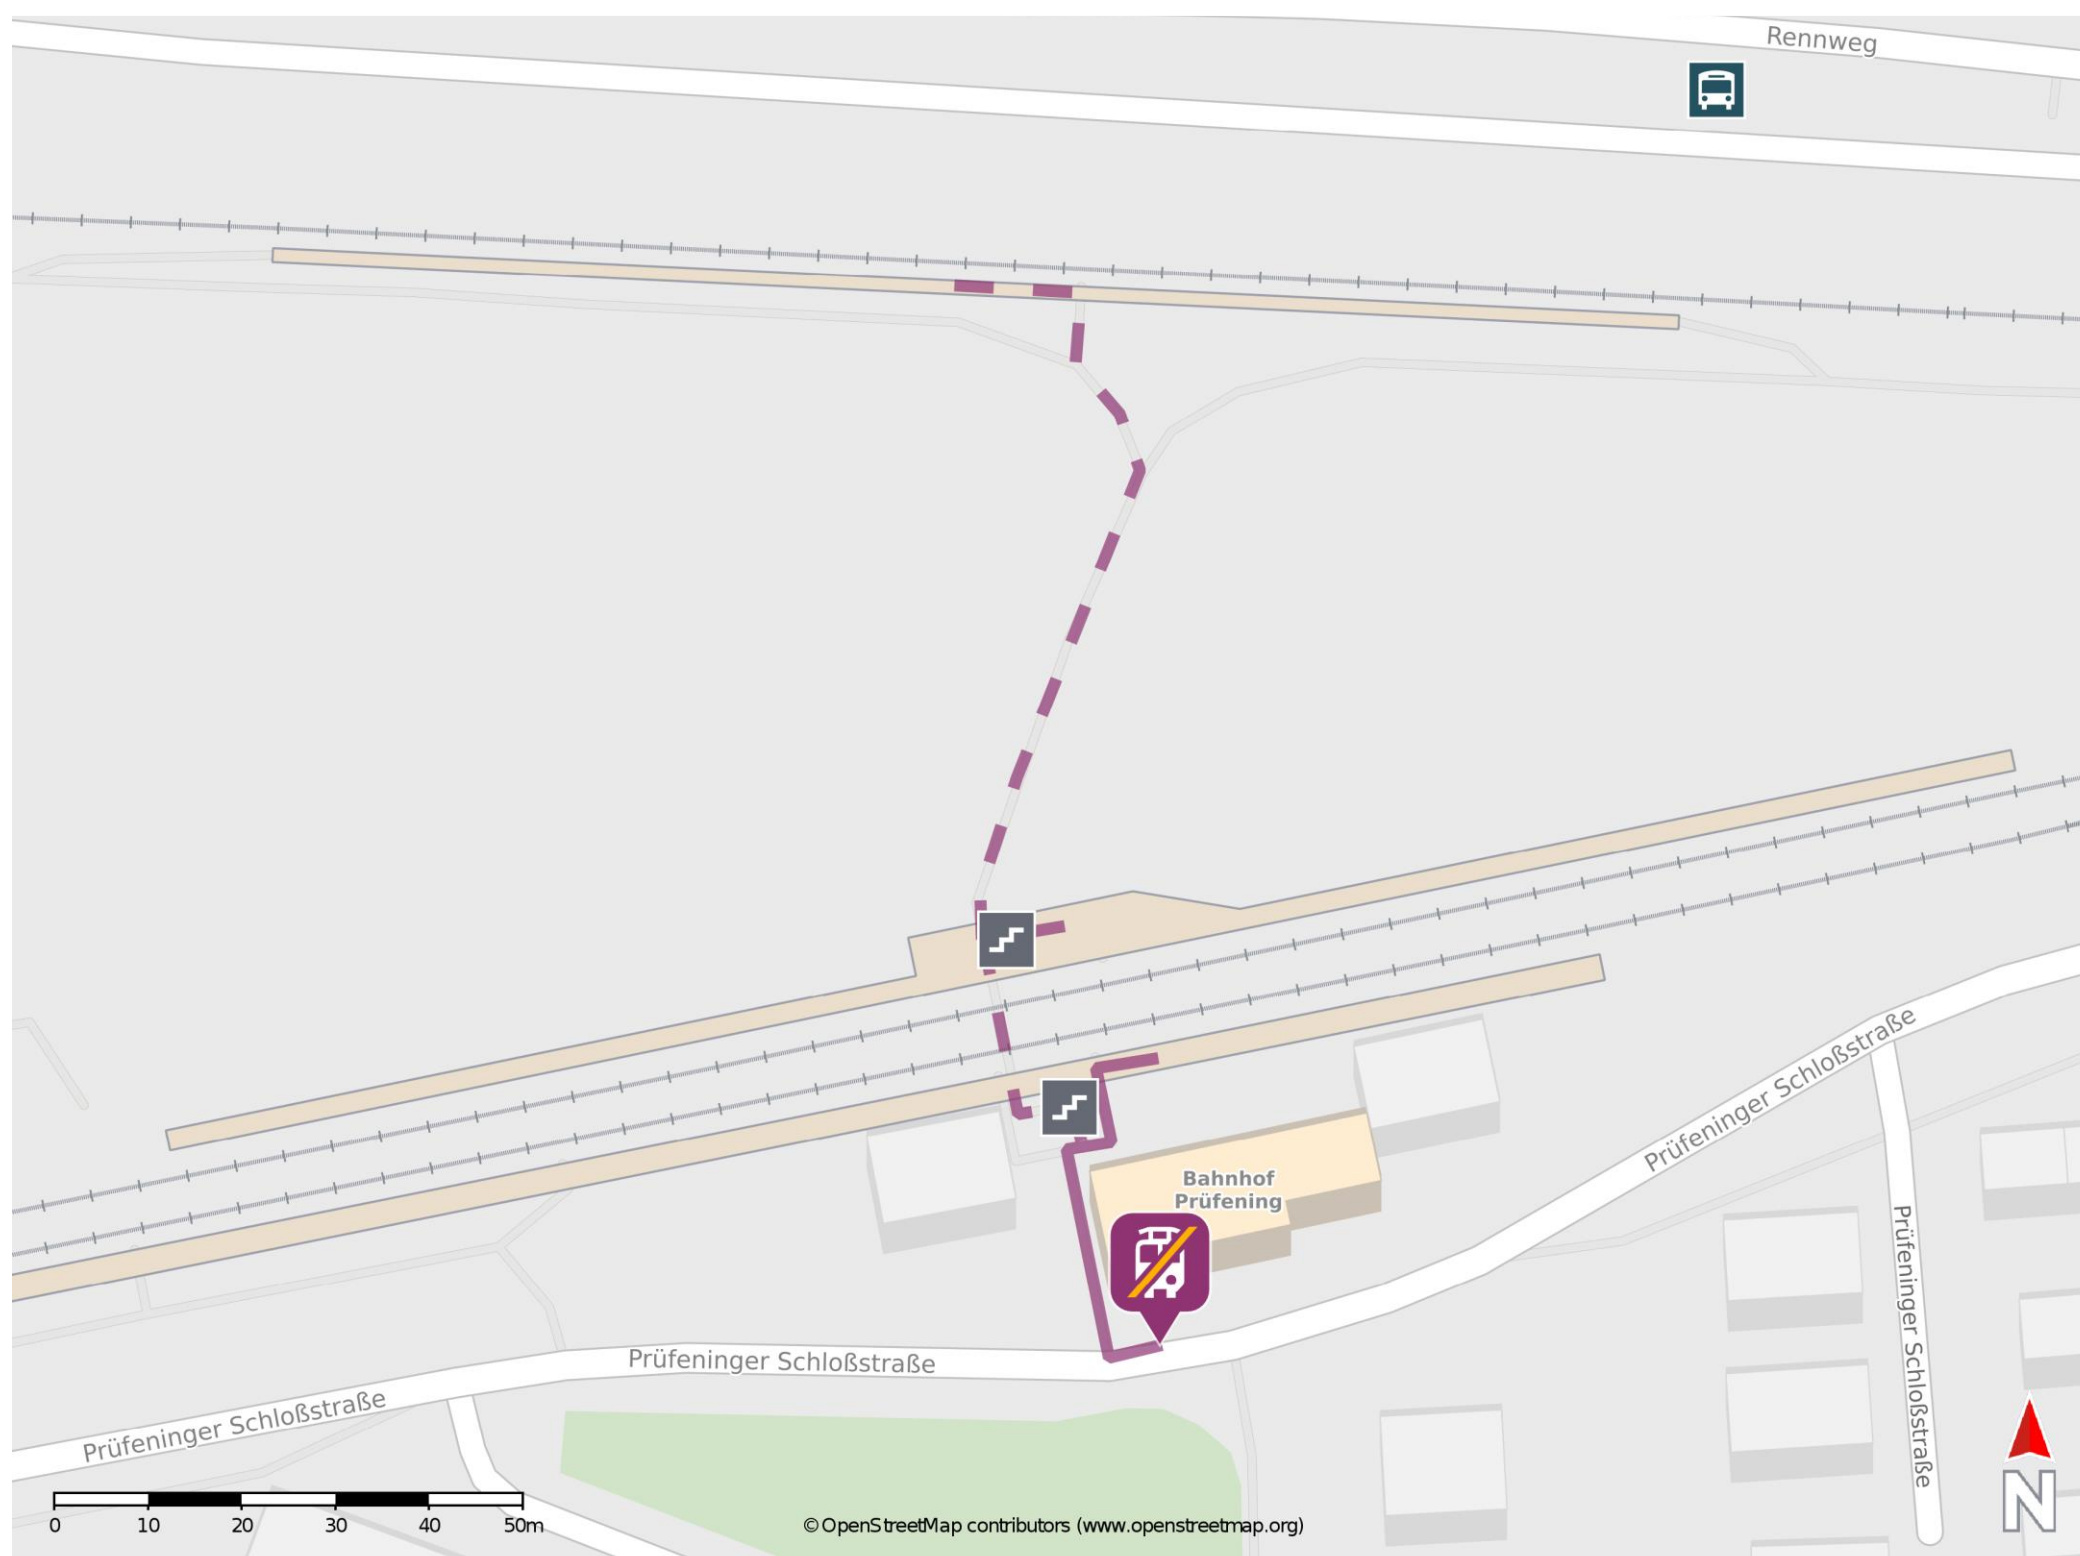 Rennweg
Prüfeninger Schloßstraße
Bahnhof
Prüfening
Prüfeninger Schloßstraße
Prüfeninger Schloßstraße
Prüfeninger Schloßstraße
N
0 10 20 30 40 50m
© OpenStreetMap contributors (www.openstreetmap.org)